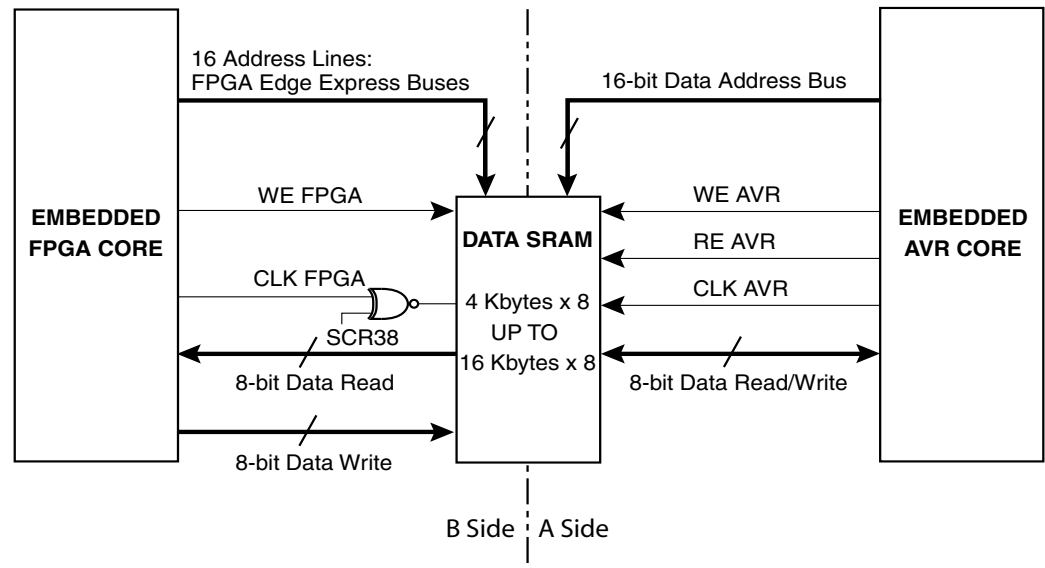 16 Address Lines:
FPGA Edge Express Buses
16-bit Data Address Bus
EMBEDDED
FPGA CORE
WE FPGA
CLK FPGA
SCR38
8-bit Data Read
8-bit Data Write
DATA SRAM
4 Kbytes x 8
UP TO
16 Kbytes x 8
WE AVR
RE AVR
CLK AVR
8-bit Data Read/Write
EMBEDDED
AVR CORE
B Side
A Side